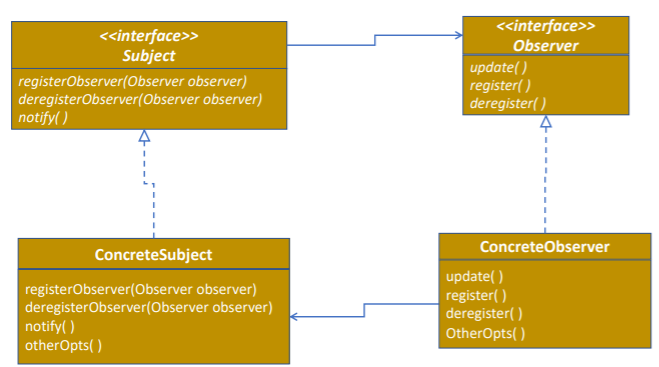 <<interface>>
Subject
registerObserver(Observer observer)
deregisterObserver(Observer observer)
notify( )
<<interface>>
Observer
update( )
register( )
deregister( )
ConcreteSubject
registerObserver(Observer observer)
deregisterObserver(Observer observer)
notify( )
otherOpts( )
ConcreteObserver
update( )
register( )
deregister( )
OtherOpts( )